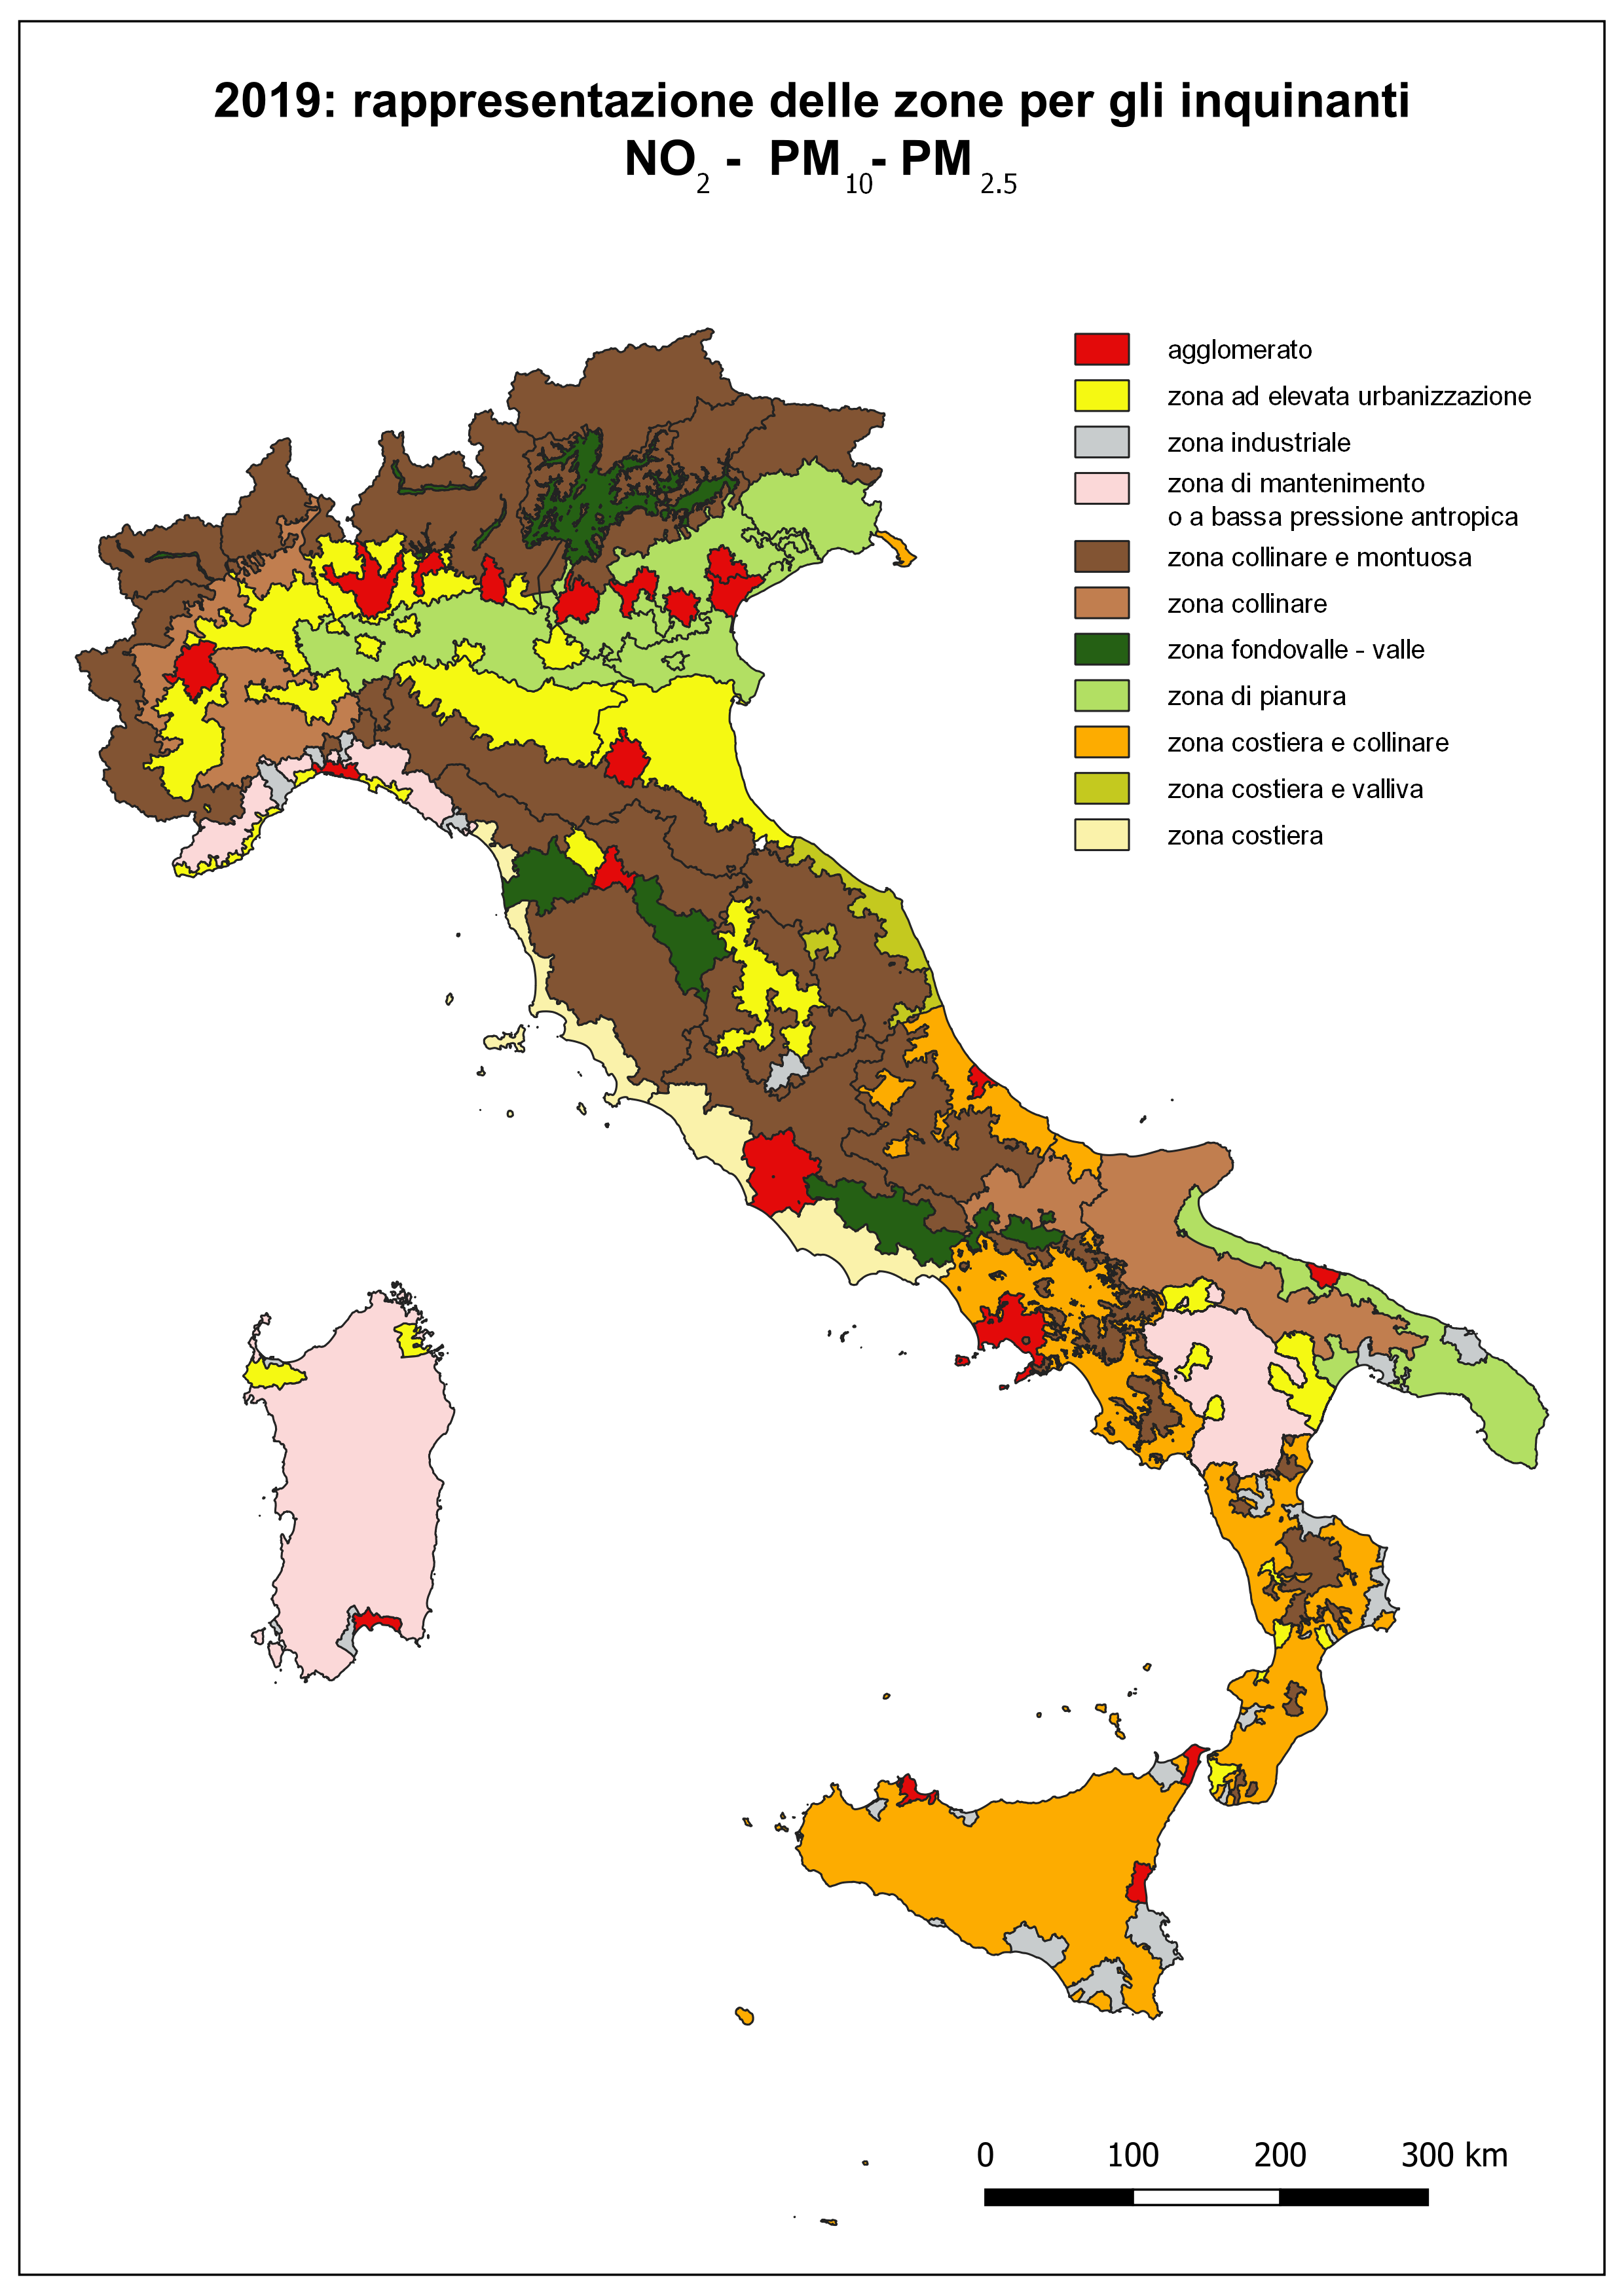 2019: rappresentazione delle zone per gli inquinanti
NO2 - PM10 - PM2.5
agglomerato
zona ad elevata urbanizzazione
zona industriale
zona di mantenimento
o a bassa pressione antropica
zona collinare e montuosa
zona collinare
zona fondovalle - valle
zona di pianura
zona costiera e collinare
zona costiera e valliva
zona costiera
0 100 200 300 km